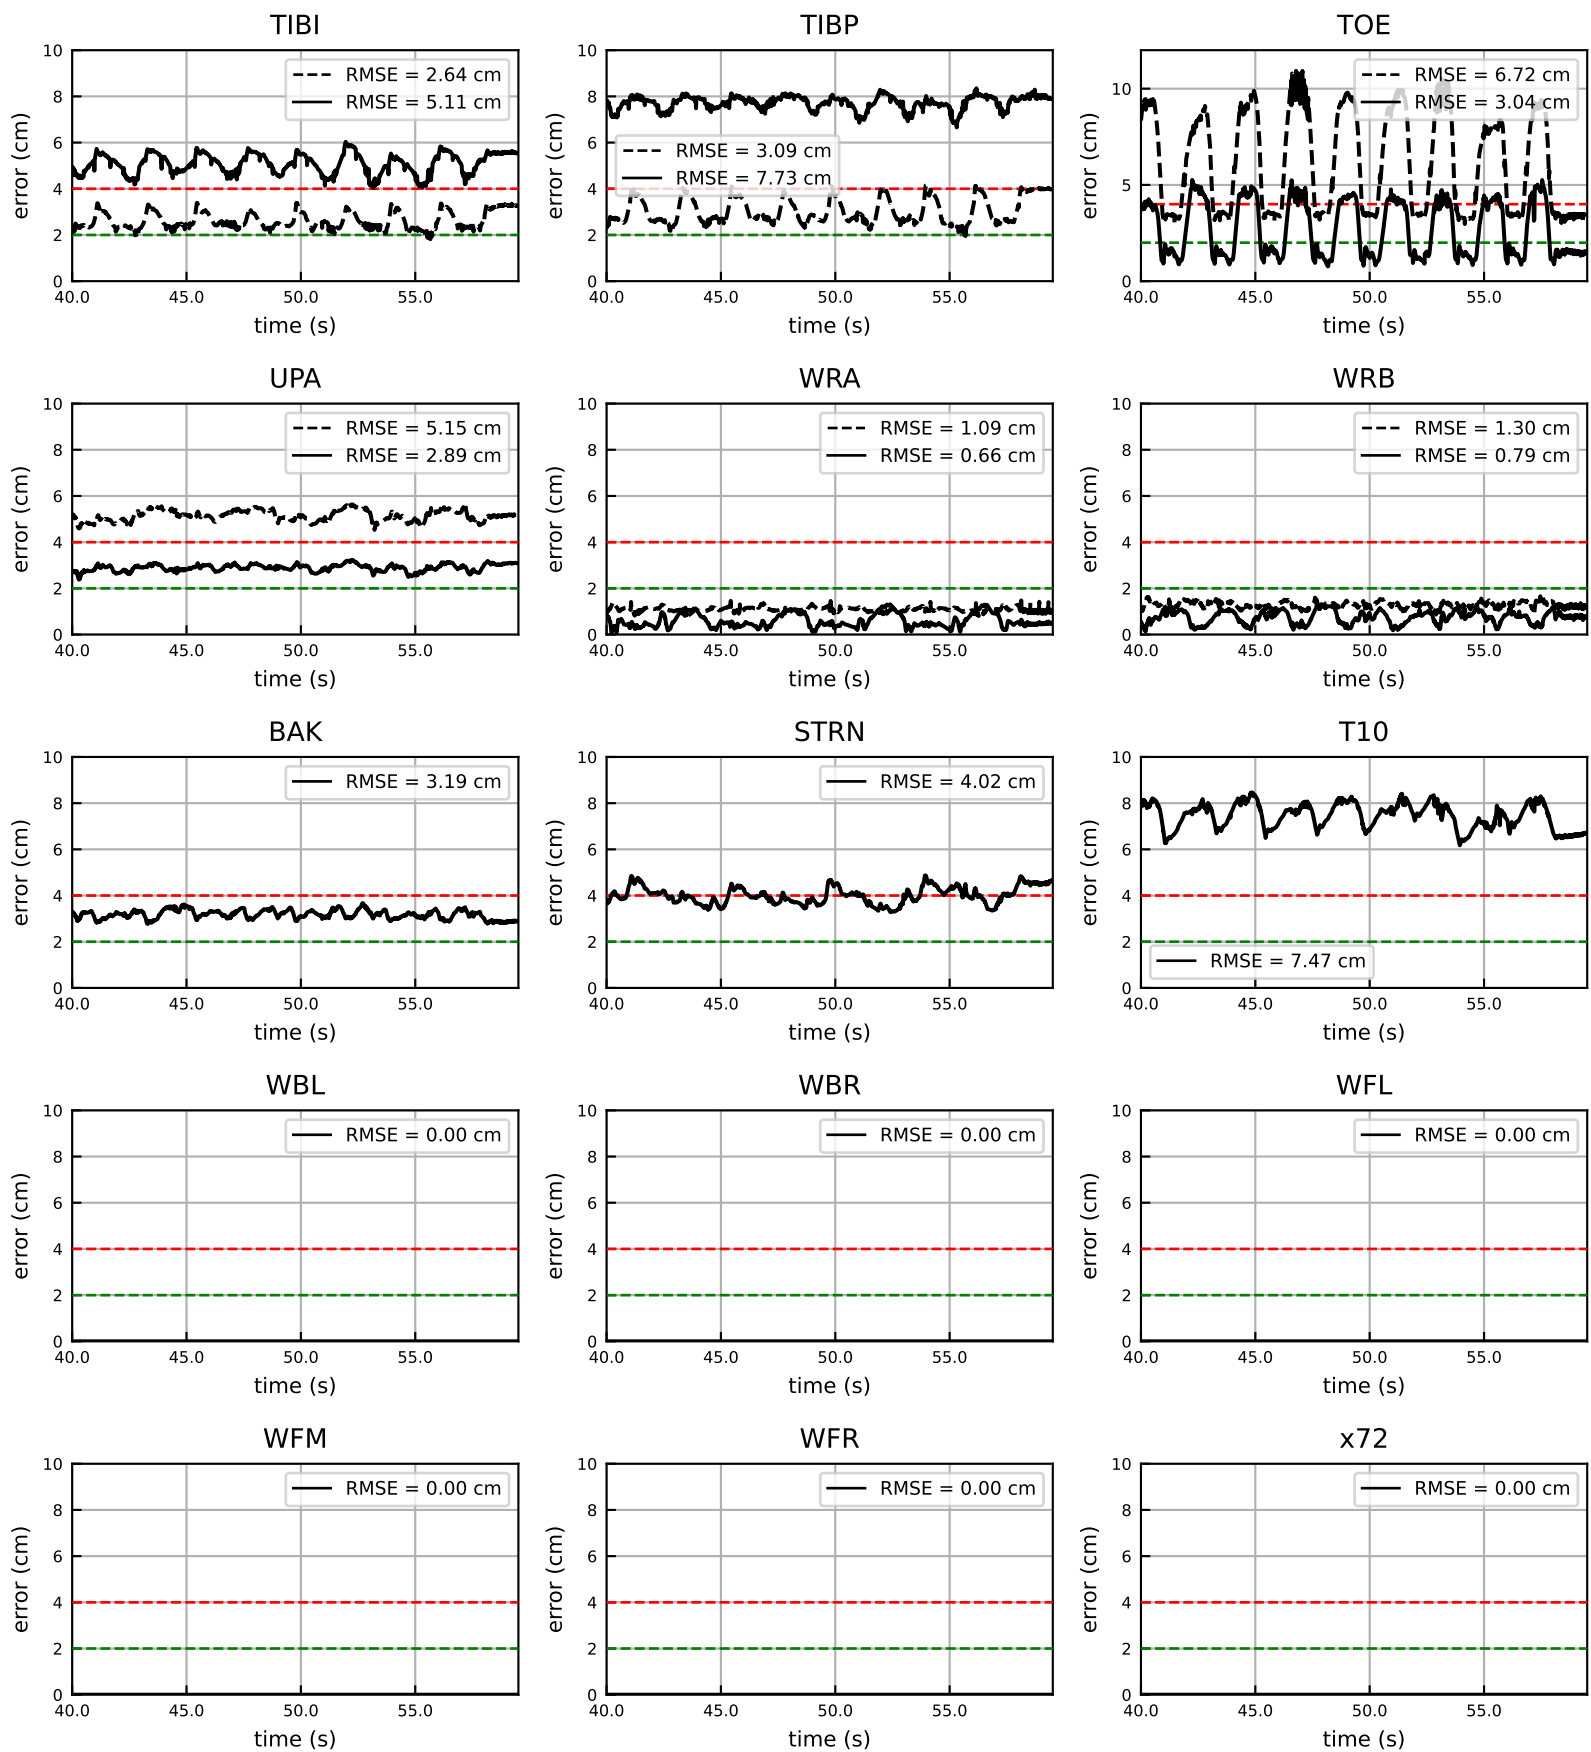 TIBI
RMSE = 2.64 cm
RMSE = 5.11 cm
error (cm)
10
8
6
4
2
0
40.0 45.0 50.0 55.0
time (s)
TIBP
RMSE = 3.09 cm
RMSE = 7.73 cm
error (cm)
10
8
6
4
2
0
40.0 45.0 50.0 55.0
time (s)
TOE
RMSE = 6.72 cm
RMSE = 3.04 cm
error (cm)
10
5
0
40.0 45.0 50.0 55.0
time (s)
UPA
RMSE = 5.15 cm
RMSE = 2.89 cm
error (cm)
10
8
6
4
2
0
40.0 45.0 50.0 55.0
time (s)
WRA
RMSE = 1.09 cm
RMSE = 0.66 cm
error (cm)
10
8
6
4
2
0
40.0 45.0 50.0 55.0
time (s)
WRB
RMSE = 1.30 cm
RMSE = 0.79 cm
error (cm)
10
8
6
4
2
0
40.0 45.0 50.0 55.0
time (s)
BAK
RMSE = 3.19 cm
error (cm)
10
8
6
4
2
0
40.0 45.0 50.0 55.0
time (s)
STRN
RMSE = 4.02 cm
error (cm)
10
8
6
4
2
0
40.0 45.0 50.0 55.0
time (s)
T10
RMSE = 7.47 cm
error (cm)
10
8
6
4
2
0
40.0 45.0 50.0 55.0
time (s)
WBL
RMSE = 0.00 cm
error (cm)
10
8
6
4
2
0
40.0 45.0 50.0 55.0
time (s)
WBR
RMSE = 0.00 cm
error (cm)
10
8
6
4
2
0
40.0 45.0 50.0 55.0
time (s)
WFL
RMSE = 0.00 cm
error (cm)
10
8
6
4
2
0
40.0 45.0 50.0 55.0
time (s)
WFM
RMSE = 0.00 cm
error (cm)
10
8
6
4
2
0
40.0 45.0 50.0 55.0
time (s)
WFR
RMSE = 0.00 cm
error (cm)
10
8
6
4
2
0
40.0 45.0 50.0 55.0
time (s)
x72
RMSE = 0.00 cm
error (cm)
10
8
6
4
2
0
40.0 45.0 50.0 55.0
time (s)